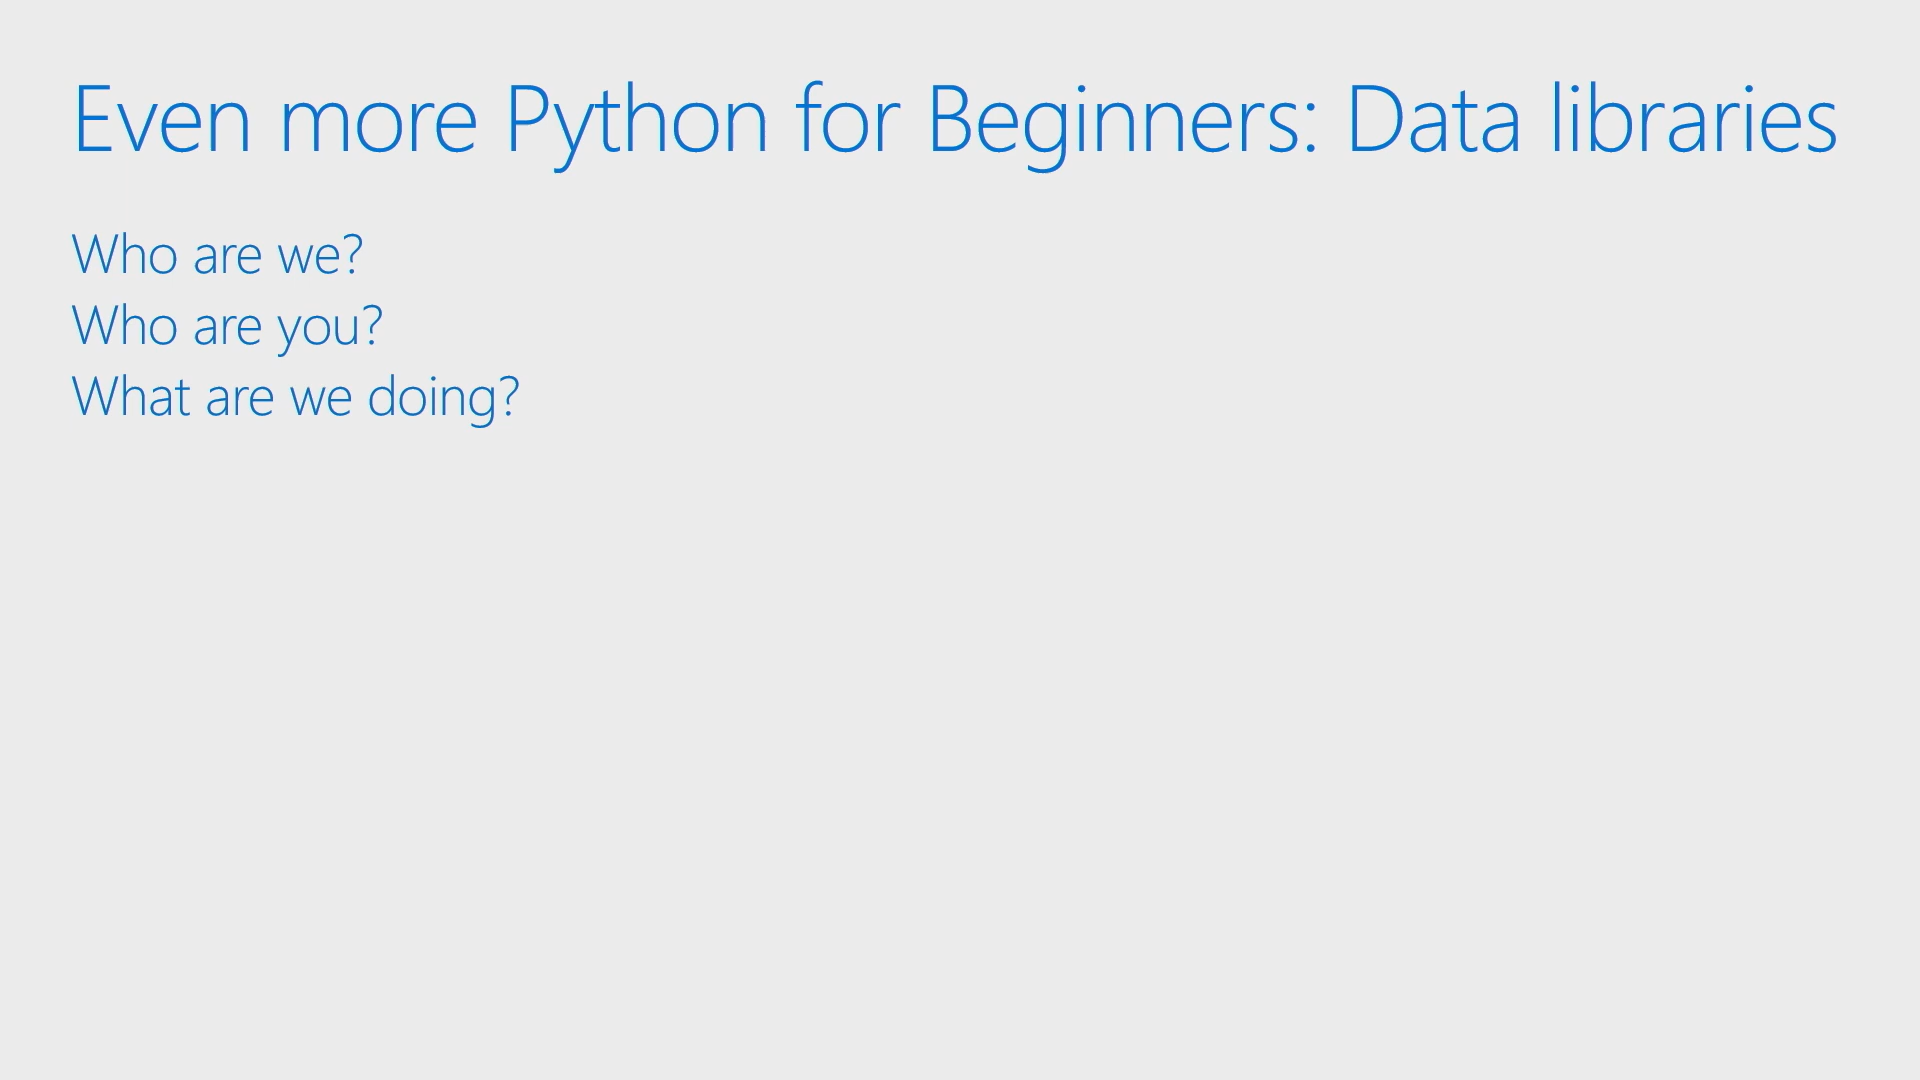 Even more Python for Beginners: Data libraries
Who are we?
Who are you?
What are we doing?